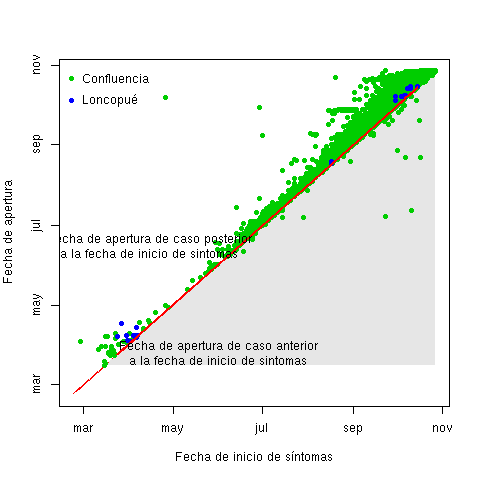 Confluencia
Loncopué
Fecha de apertura de caso posterior
a la fecha de inicio de sintomas
Fecha de apertura de caso anterior
a la fecha de inicio de sintomas
Fecha de apertura
mar
may
jul
sep
nov
mar
may
jul
sep
nov
Fecha de inicio de síntomas